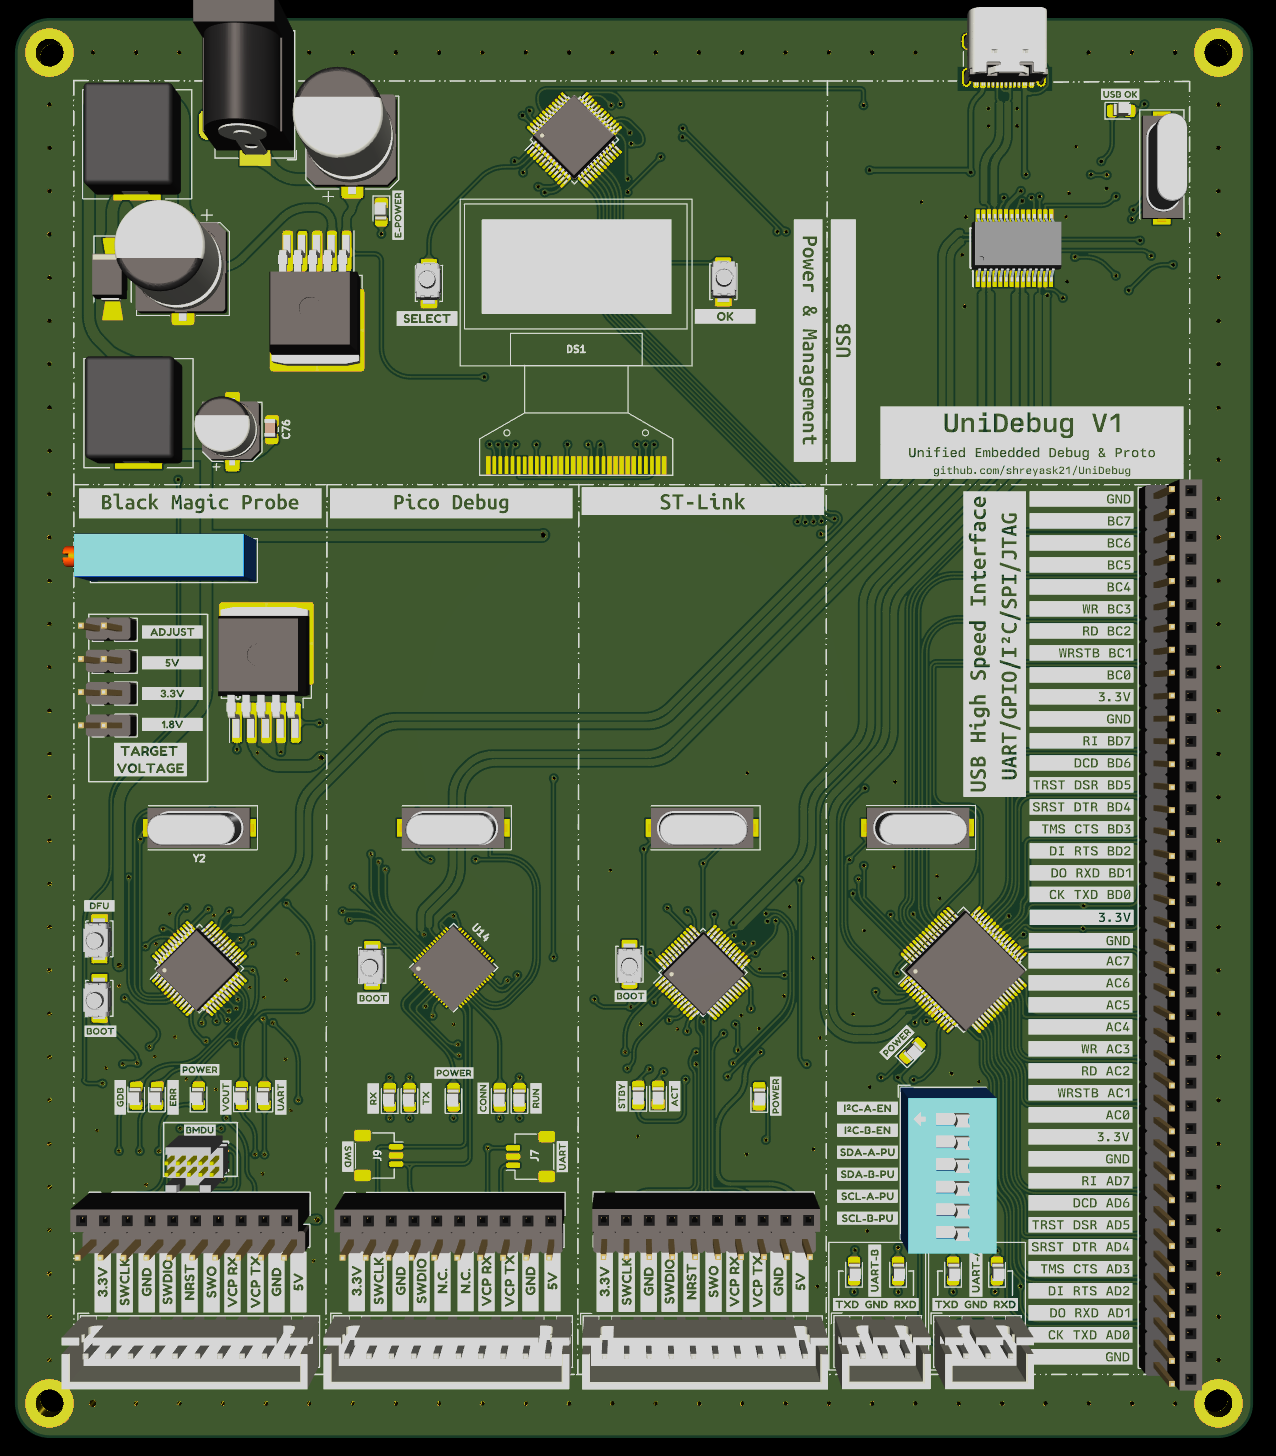 USB OK
E-POWER
+
+
SELECT
OK
DS1
Power & Management
USB
C76
+
UniDebug V1
Unified Embedded Debug & Proto
github.com/shreyask21/UniDebug
Black Magic Probe
Pico Debug
ST-Link
USB High Speed Interface
UART/GPIO/I²C/SPI/JTAG
GND
BC7
BC6
BC5
BC4
WR BC3
RD BC2
WRSTB BC1
BC0
3.3V
GND
RI BD7
DCD BD6
TRST DSR BD5
SRST DTR BD4
TMS CTS BD3
DI RTS BD2
DO RXD BD1
CK TXD BD0
3.3V
GND
AC7
AC6
AC5
AC4
WR AC3
RD AC2
WRSTB AC1
AC0
3.3V
GND
RI AD7
DCD AD6
TRST DSR AD5
SRST DTR AD4
TMS CTS AD3
DI RTS AD2
DO RXD AD1
CK TXD AD0
GND
ADJUST
5V
3.3V
1.8V
TARGET
VOLTAGE
Y2
DFU
BOOT
U14
BOOT
BOOT
POWER
POWER
GDB
ERR
VOUT
UART
POWER
RX
TX
CONN
RUN
STBY
ACT
POWER
BMDU
SWD
J9
J7
UART
I²C-A-EN
I²C-B-EN
SDA-A-PU
SDA-B-PU
SCL-A-PU
SCL-B-PU
3.3V
SWCLK
GND
SWDIO
NRST
SWO
VCP RX
VCP TX
GND
5V
3.3V
SWCLK
GND
SWDIO
N.C.
N.C.
VCP RX
VCP TX
GND
5V
3.3V
SWCLK
GND
SWDIO
NRST
SWO
VCP RX
VCP TX
GND
5V
UART-B
UART-
TXD GND RXD
TXD GND RXD